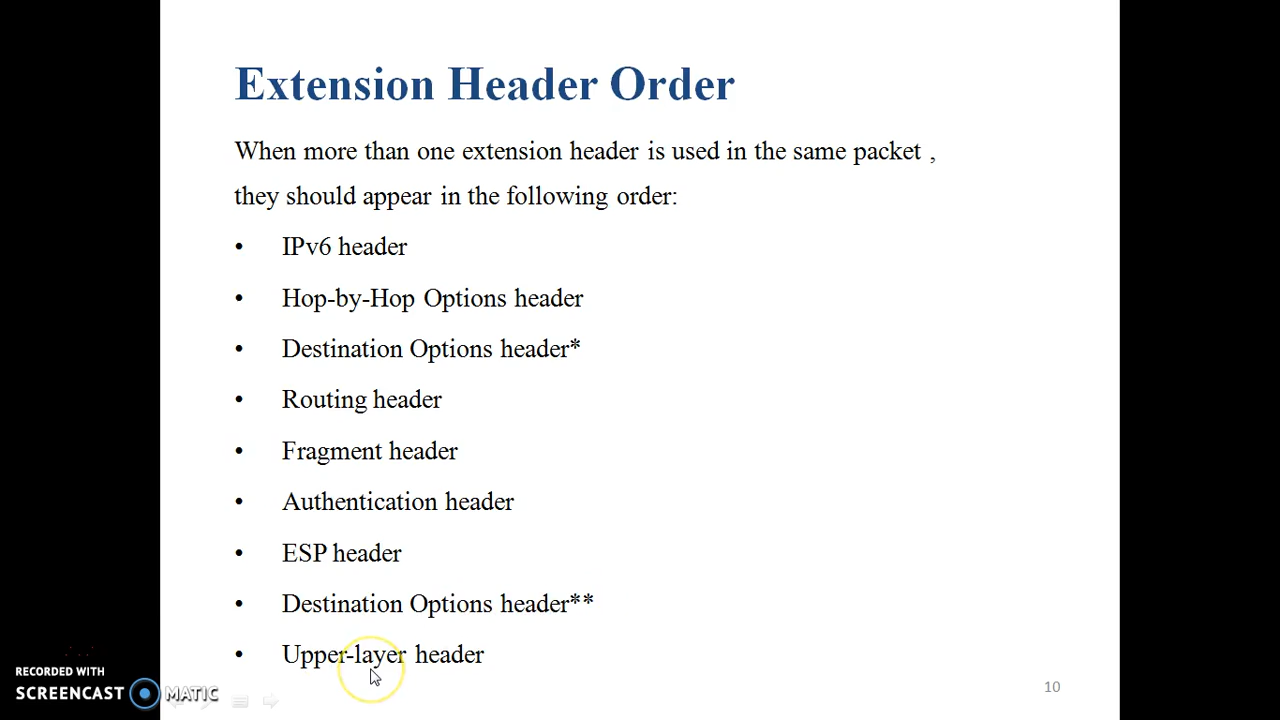 Extension Header Order
When more than one extension header is used in the same packet ,
they should appear in the following order:
• IPv6 header
• Hop-by-Hop Options header
• Destination Options header*
• Routing header
• Fragment header
• Authentication header
• ESP header
• Destination Options header**
• Upper-layer header
RECORDED WITH
SCREENCAST MATIC
10